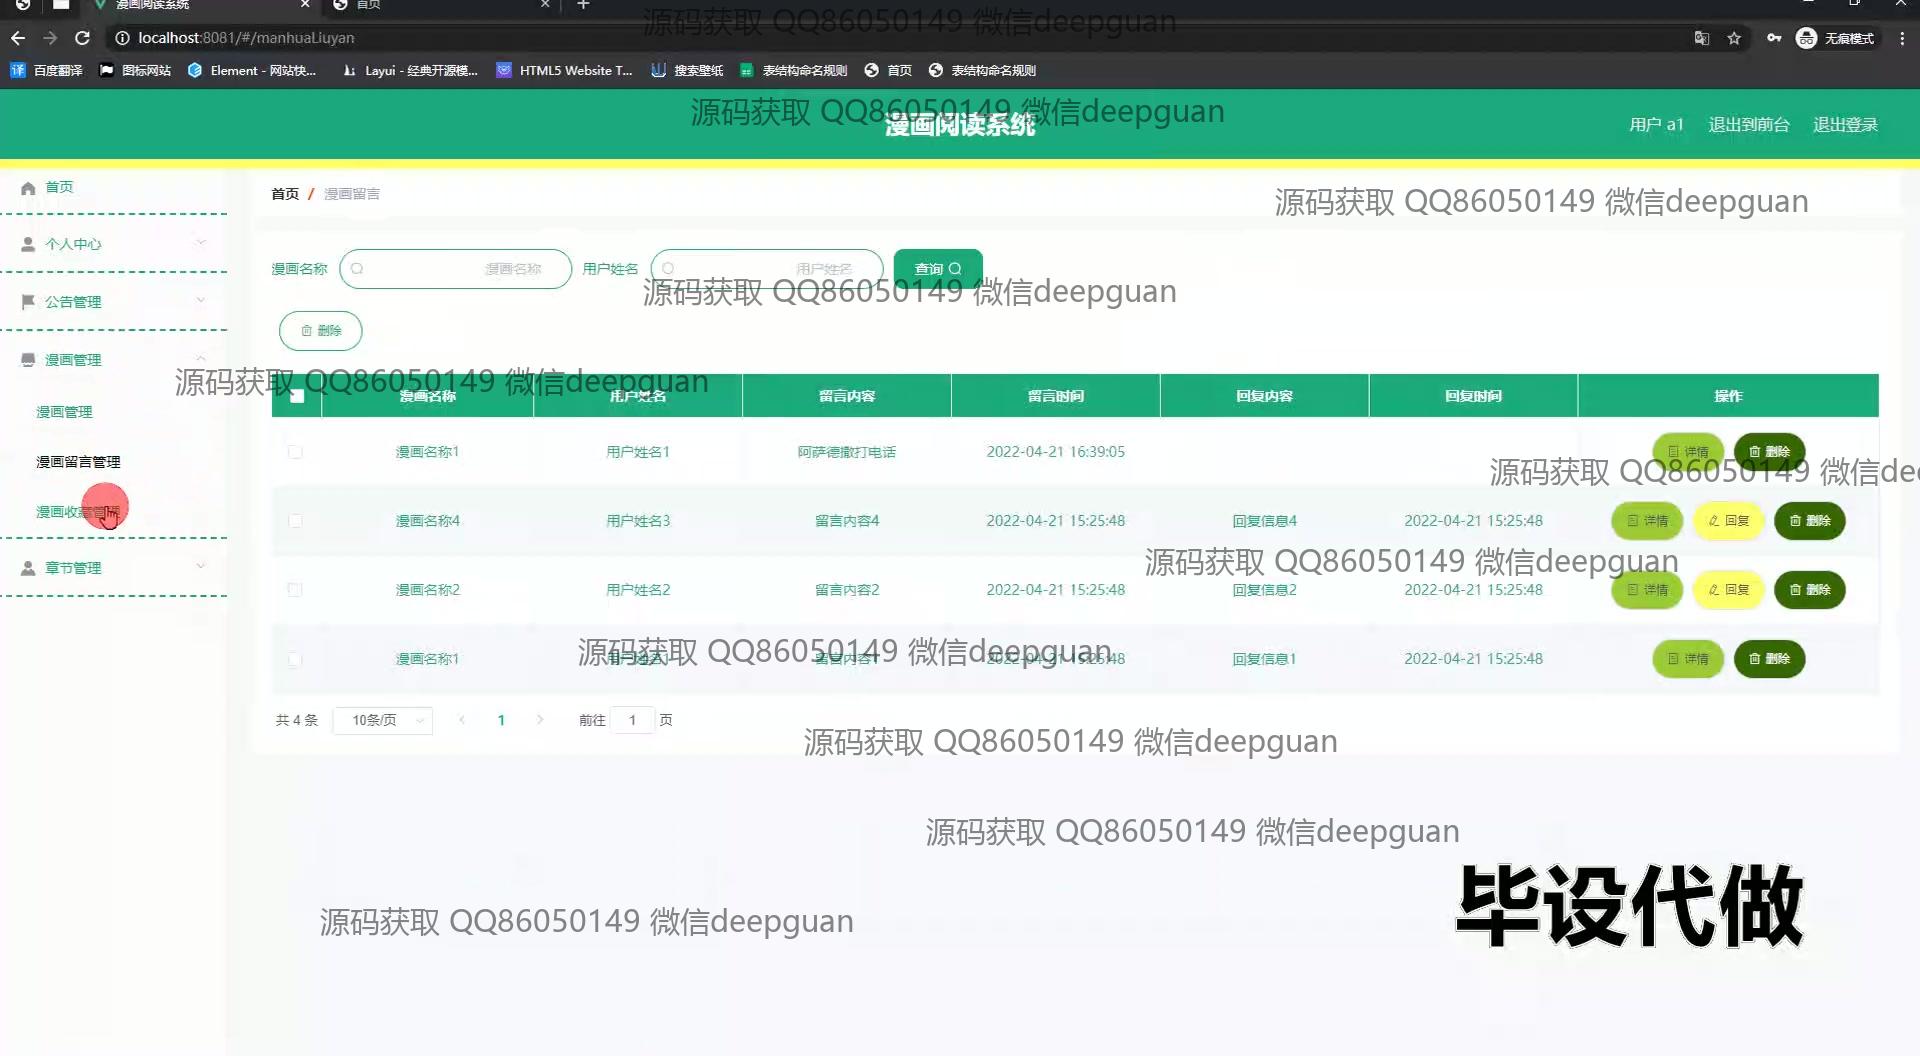 漫画阅读系统
首页
localhost:8081/#/manhuaLiuyan
无痕模式
百度翻译
图标网站
Element - 网站快...
Layui - 经典开源模...
HTML5 Website T...
搜索壁纸
表结构命名规则
首页
表结构命名规则
源码获取 QQ86050149 微信deepguan
源码获取 QQ86050149 微信deepguan
漫画阅读系统
用户 a1
退出到前台
退出登录
首页
个人中心
公告管理
漫画管理
漫画管理
漫画留言管理
漫画收藏管理
章节管理
首页 / 漫画留言
源码获取 QQ86050149 微信deepguan
漫画名称 漫画名称 用户姓名 用户姓名 查询
源码获取 QQ86050149 微信deepguan
删除
源码获取 QQ86050149 微信deepguan
漫画名称 用户姓名 留言内容 留言时间 回复内容 回复时间 操作
漫画名称1 用户姓名1 阿萨德撒打电话 2022-04-21 16:39:05 详情 删除
源码获取 QQ86050149 微信dee
漫画名称4 用户姓名3 留言内容4 2022-04-21 15:25:48 回复信息4 2022-04-21 15:25:48 详情 回复 删除
源码获取 QQ86050149 微信deepguan
漫画名称2 用户姓名2 留言内容2 2022-04-21 15:25:48 回复信息2 2022-04-21 15:25:48 详情 回复 删除
源码获取 QQ86050149 微信deepguan
漫画名称1 用户姓名1 留言内容1 2022-04-21 15:25:48 回复信息1 2022-04-21 15:25:48 详情 删除
共 4 条 10条/页 1 前往 1 页
源码获取 QQ86050149 微信deepguan
源码获取 QQ86050149 微信deepguan
毕设代做
源码获取 QQ86050149 微信deepguan